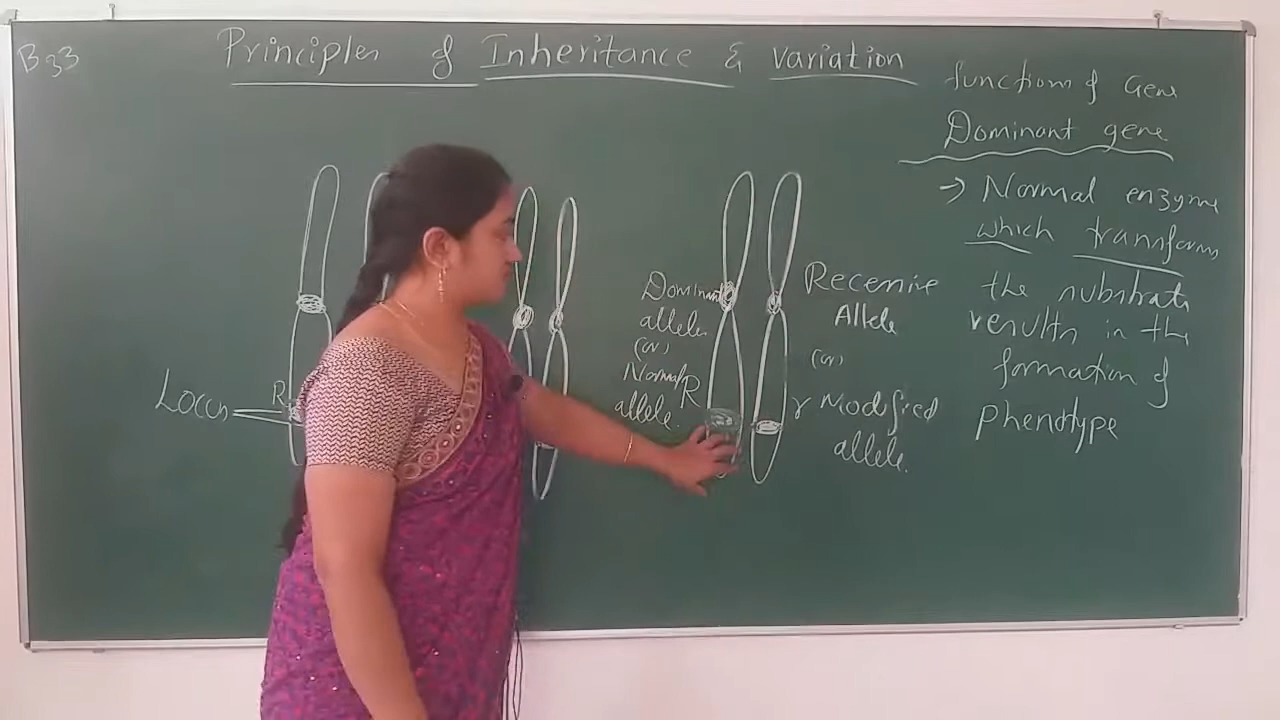 B33
Principles of Inheritance & variation
functions of Gene
Dominant gene
→ Normal enzyme
which transforms
the substrate
results in the
formation of
phenotype
Locus
R
Dominant
allele
(or)
Normal
allele.
R
Recessive
Allele
(or)
r Modified
allele.